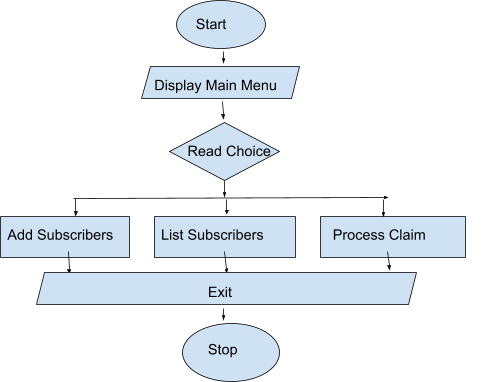 Start
Display Main Menu
Read Choice
Add Subscribers
List Subscribers
Process Claim
Exit
Stop